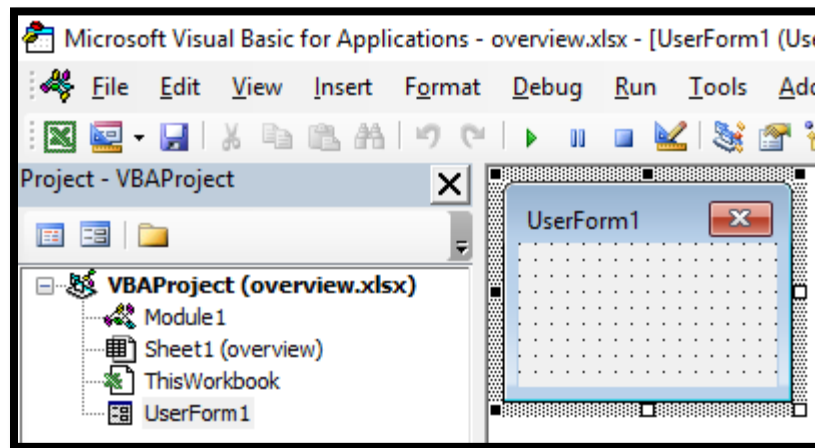 Microsoft Visual Basic for Applications - overview.xlsx - [UserForm1 (Use
File Edit View Insert Format Debug Run Tools Add
Project - VBAProject
UserForm1
VBAProject (overview.xlsx)
Module1
Sheet1 (overview)
ThisWorkbook
UserForm1